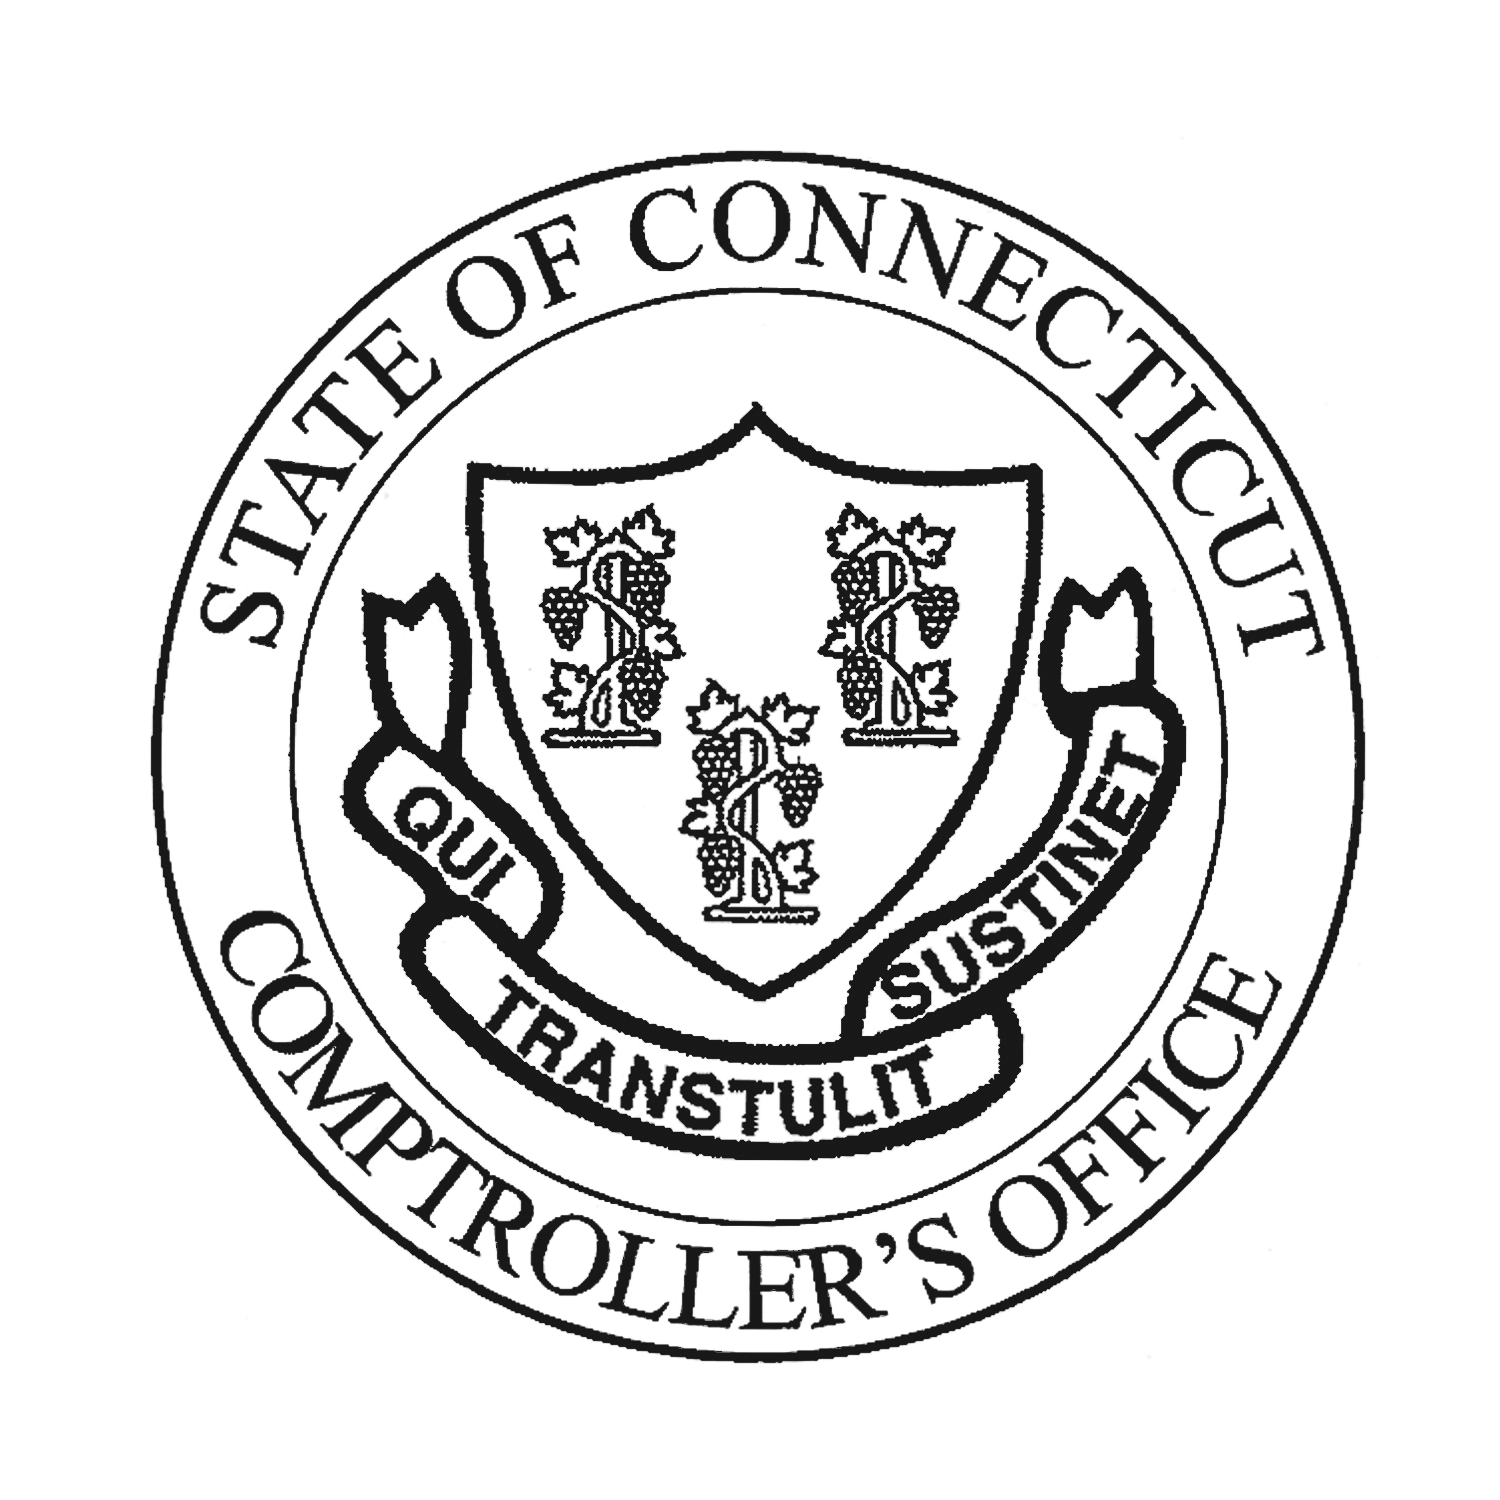 STATE OF CONNECTICUT
QUI
TRANSTULIT
SUSTINET
COMPTROLLER’S OFFICE